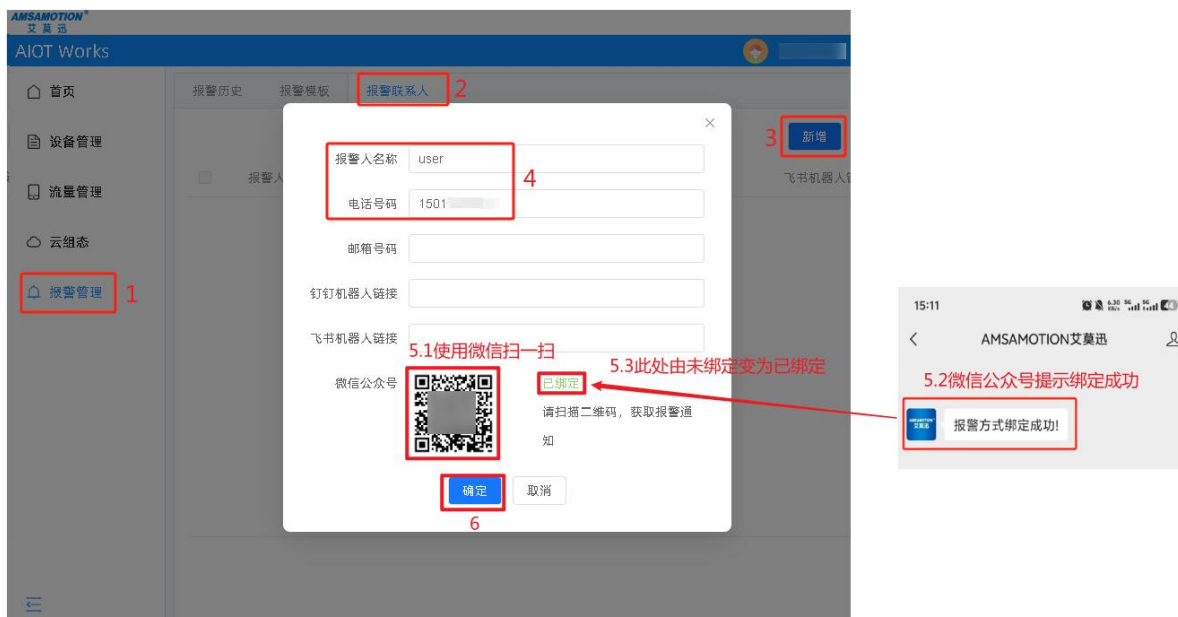 AMSAMOTION®
艾莫迅
AIOT Works
首页
设备管理
流量管理
云组态
报警管理
1
报警历史
报警模板
报警联系人
2
3
新增
报警人
飞书机器人链
报警人名称
user
4
电话号码
1501
邮箱号码
钉钉机器人链接
飞书机器人链接
5.1使用微信扫一扫
微信公众号
已绑定
5.3此处由未绑定变为已绑定
请扫描二维码，获取报警通
知
确定
取消
6
15:11
AMSAMOTION艾莫迅
5.2微信公众号提示绑定成功
报警方式绑定成功!